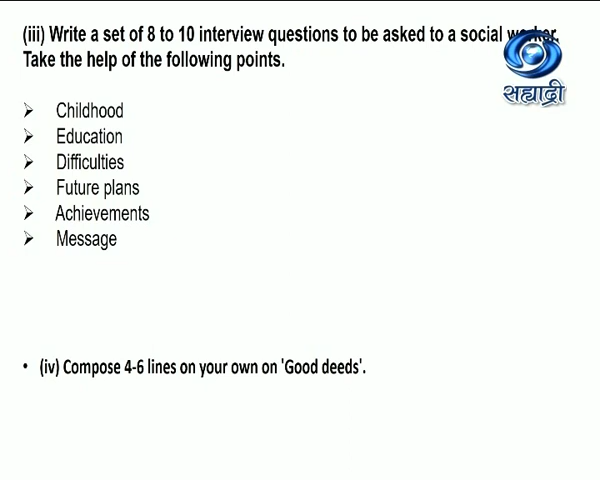 (iii) Write a set of 8 to 10 interview questions to be asked to a social worker.
Take the help of the following points.
सह्याद्री
➢ Childhood
➢ Education
➢ Difficulties
➢ Future plans
➢ Achievements
➢ Message
• (iv) Compose 4-6 lines on your own on 'Good deeds'.